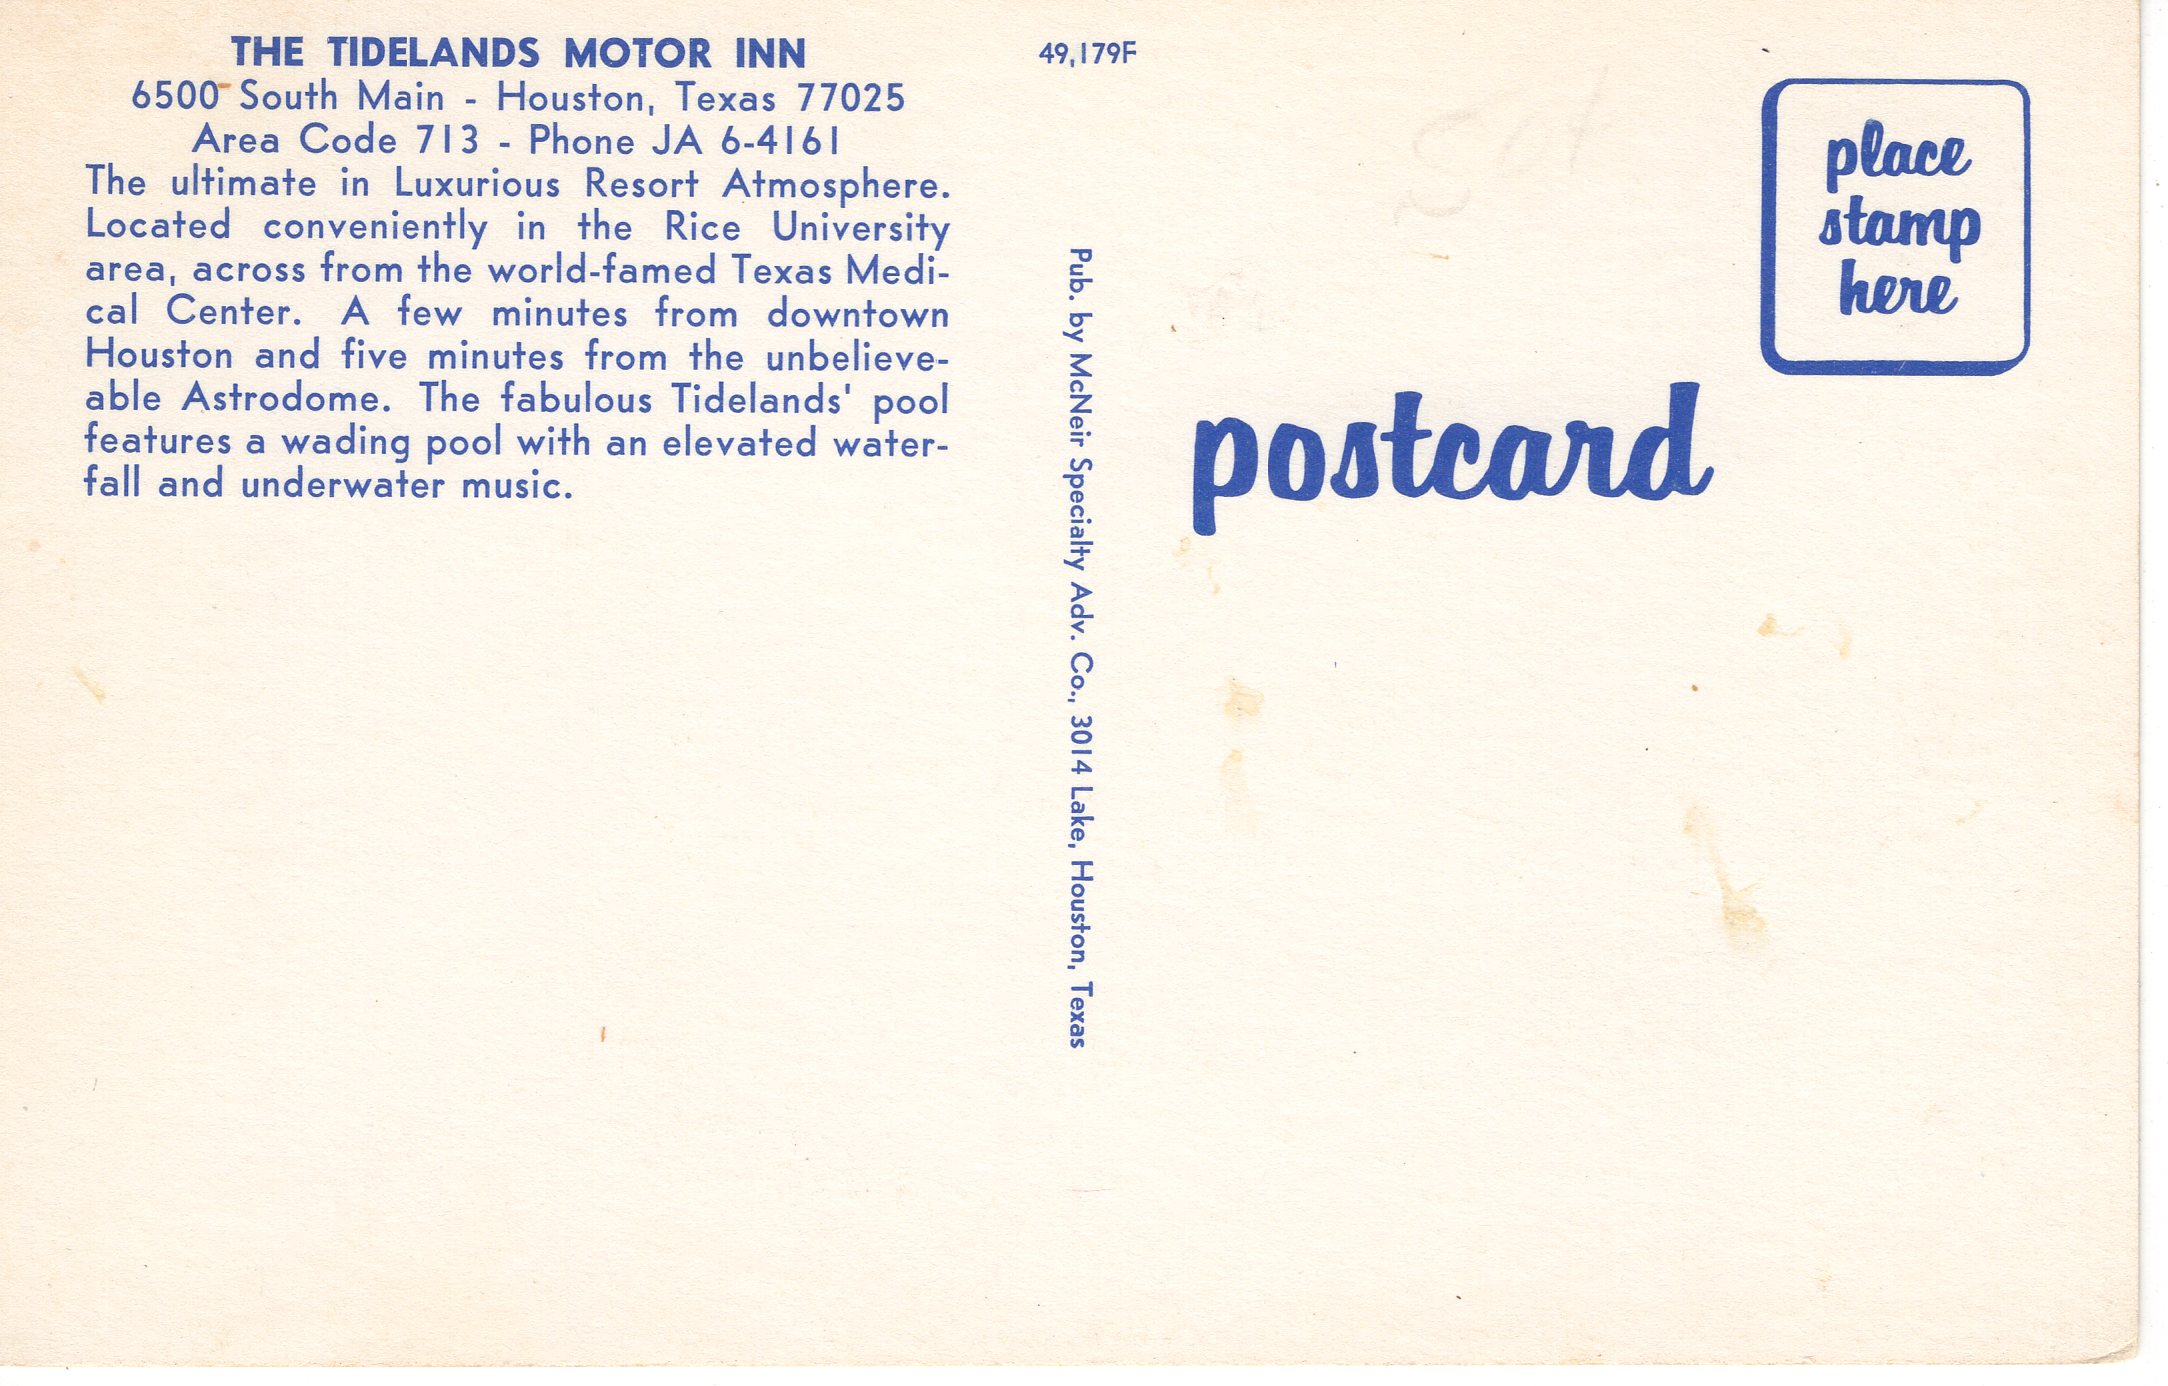 THE TIDELANDS MOTOR INN
6500 South Main - Houston, Texas 77025
Area Code 713 - Phone JA 6-4161
The ultimate in Luxurious Resort Atmosphere.
Located conveniently in the Rice University
area, across from the world-famed Texas Medi-
cal Center. A few minutes from downtown
Houston and five minutes from the unbelieve-
able Astrodome. The fabulous Tidelands' pool
features a wading pool with an elevated water-
fall and underwater music.
49,179F
Pub. by McNeir Specialty Adv. Co., 3014 Lake, Houston, Texas
place
stamp
here
postcard